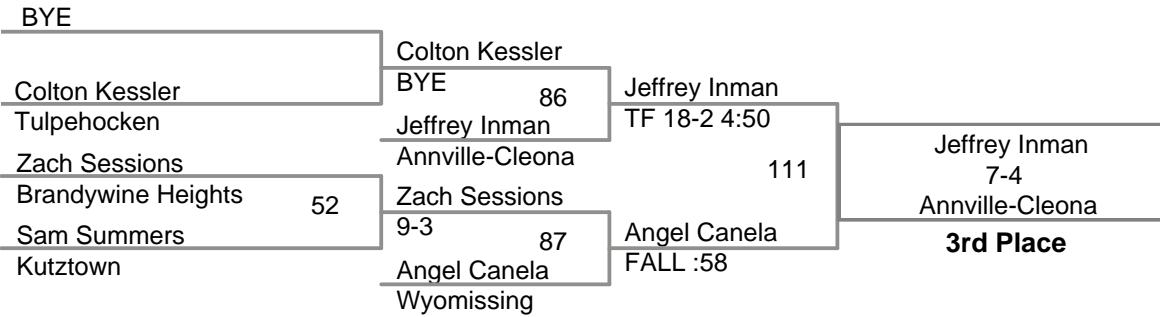 BYE
Colton Kessler
Tulpehocken
Zach Sessions
Brandywine Heights
52
Sam Summers
Kutztown
Colton Kessler
BYE
86
Jeffrey Inman
Annville-Cleona
Zach Sessions
9-3
87
Angel Canela
Wyomissing
Jeffrey Inman
TF 18-2 4:50
111
Angel Canela
FALL :58
Jeffrey Inman
7-4
Annville-Cleona
3rd Place